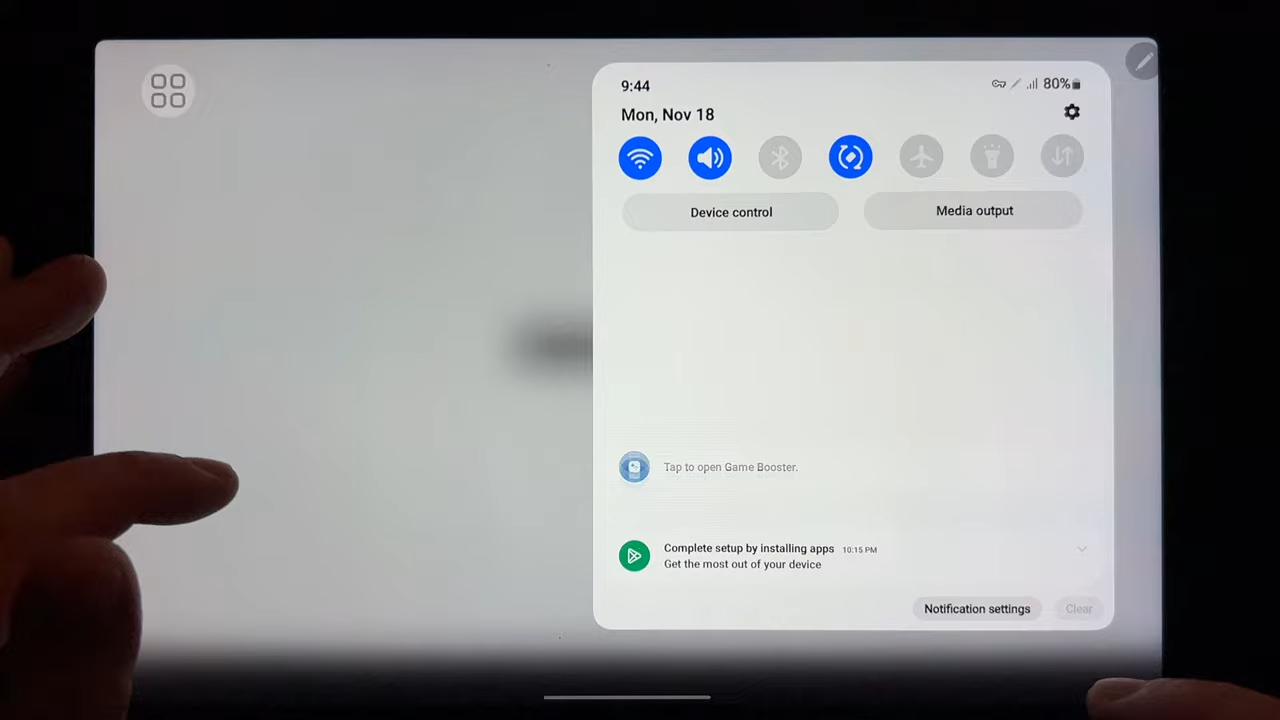 9:44
80%
Mon, Nov 18
Device control
Media output
Tap to open Game Booster.
Complete setup by installing apps 10:15 PM
Get the most out of your device
Notification settings
Clear